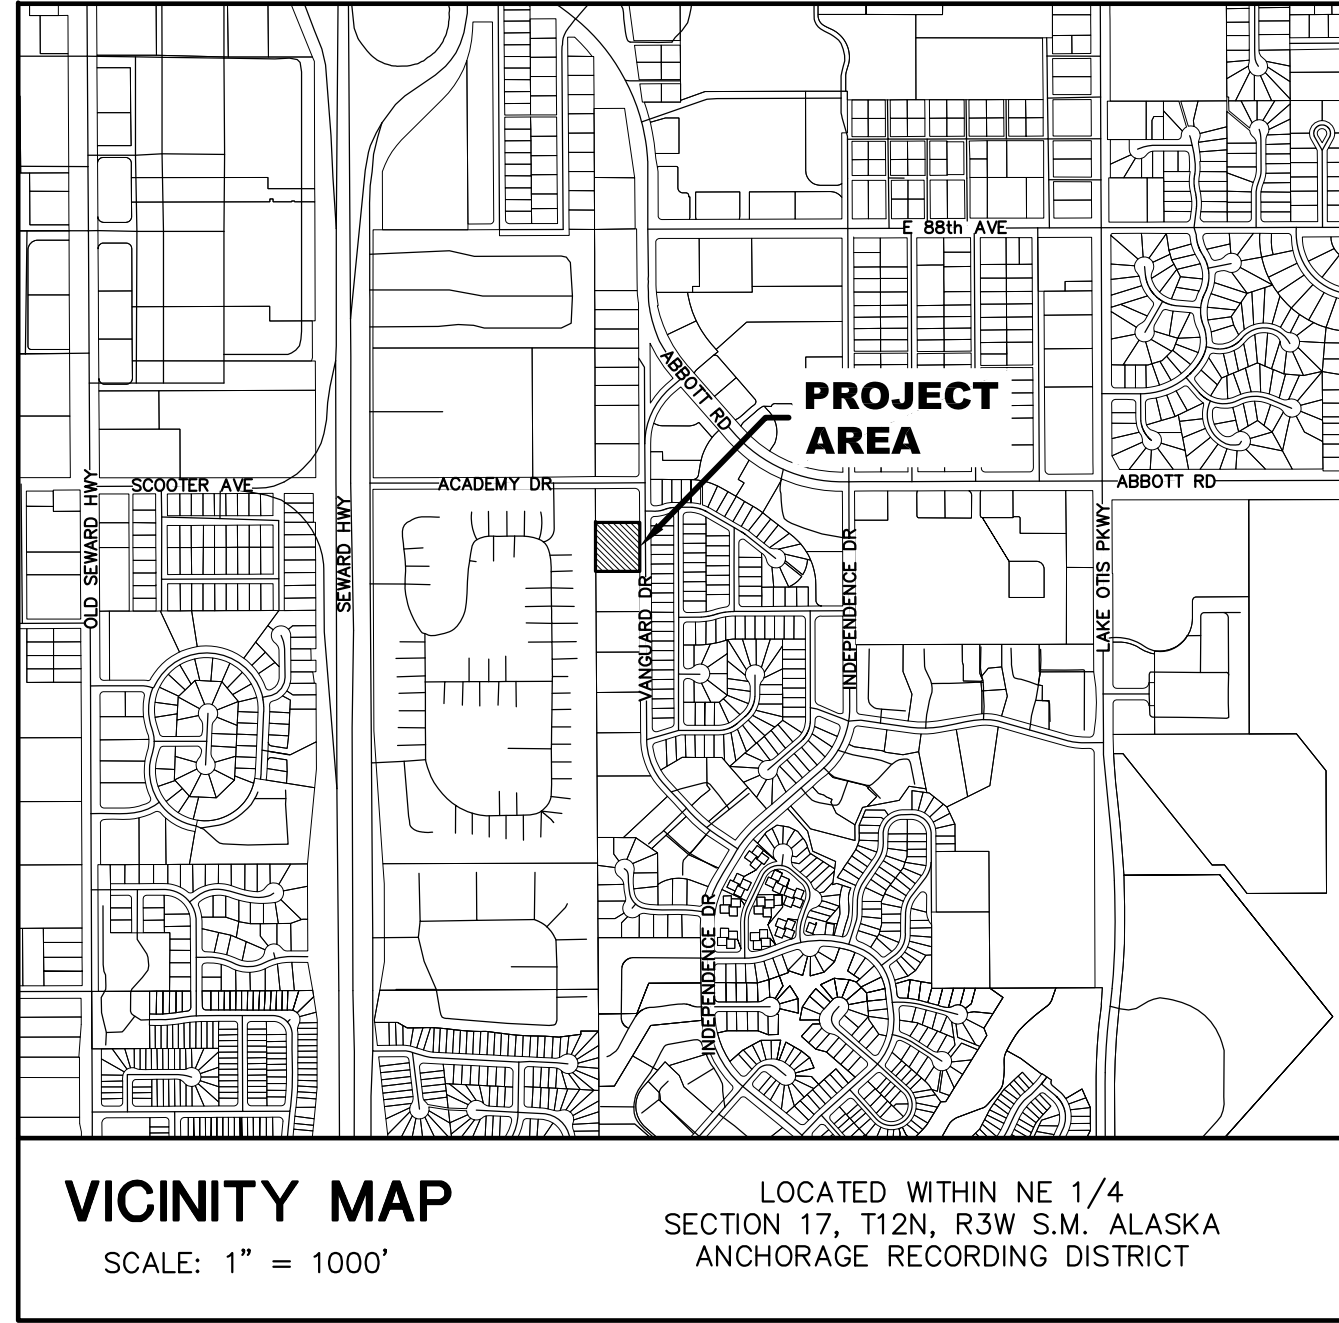 E 88th AVE
ABBOTT RD
PROJECT
AREA
SCOOTER AVE
ACADEMY DR
ABBOTT RD
OLD SEWARD HWY
SEWARD HWY
VANGUARD DR
INDEPENDENCE DR
LAKE OTIS PKWY
INDEPENDENCE DR
VICINITY MAP
SCALE: 1" = 1000'
LOCATED WITHIN NE 1/4
SECTION 17, T12N, R3W S.M. ALASKA
ANCHORAGE RECORDING DISTRICT